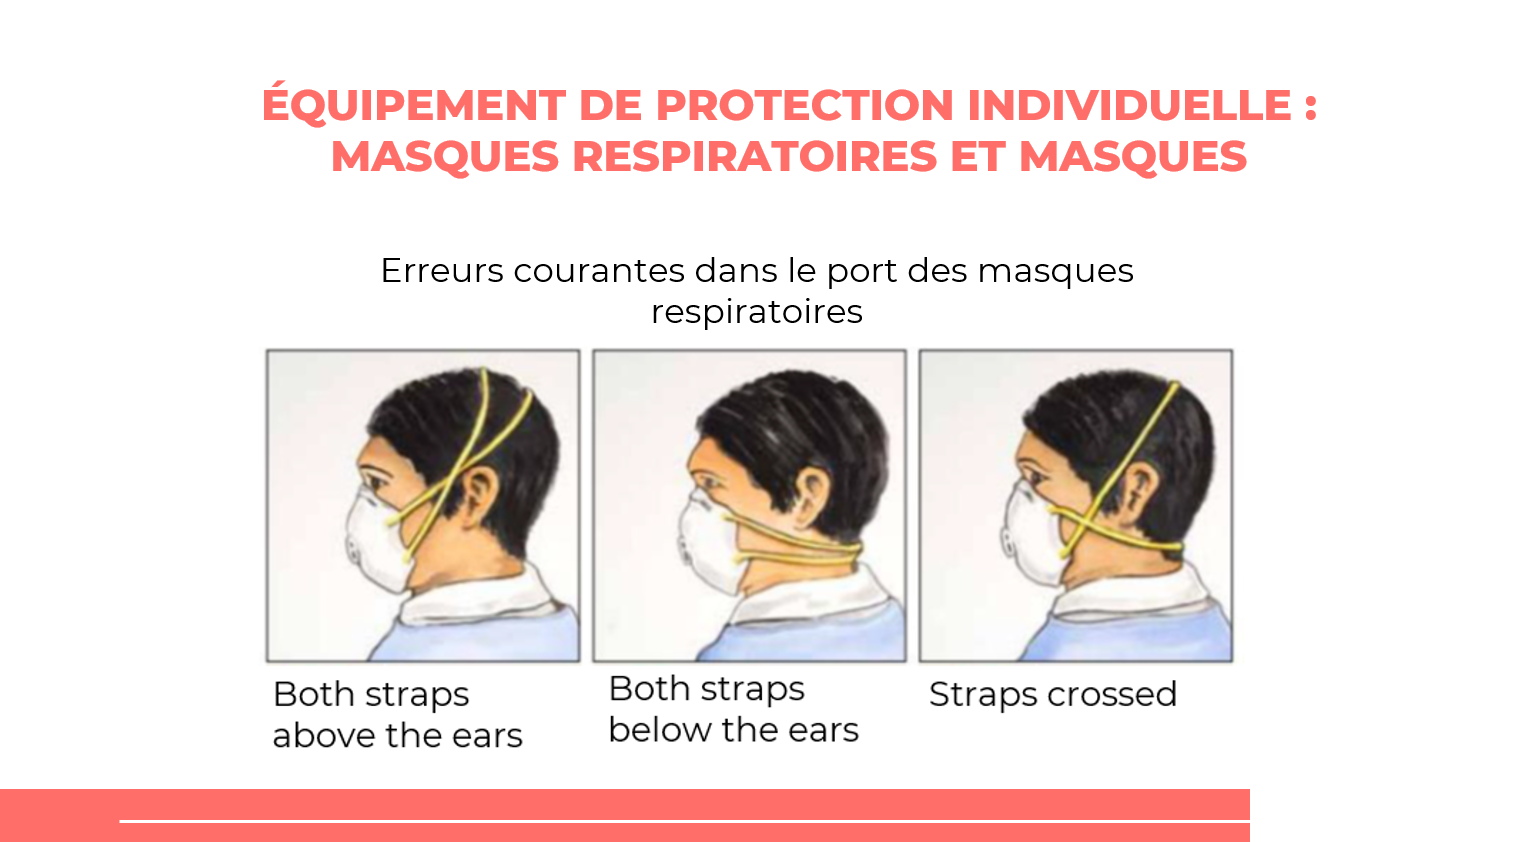 ÉQUIPEMENT DE PROTECTION INDIVIDUELLE :
MASQUES RESPIRATOIRES ET MASQUES
Erreurs courantes dans le port des masques
respiratoires
Both straps
above the ears
Both straps
below the ears
Straps crossed